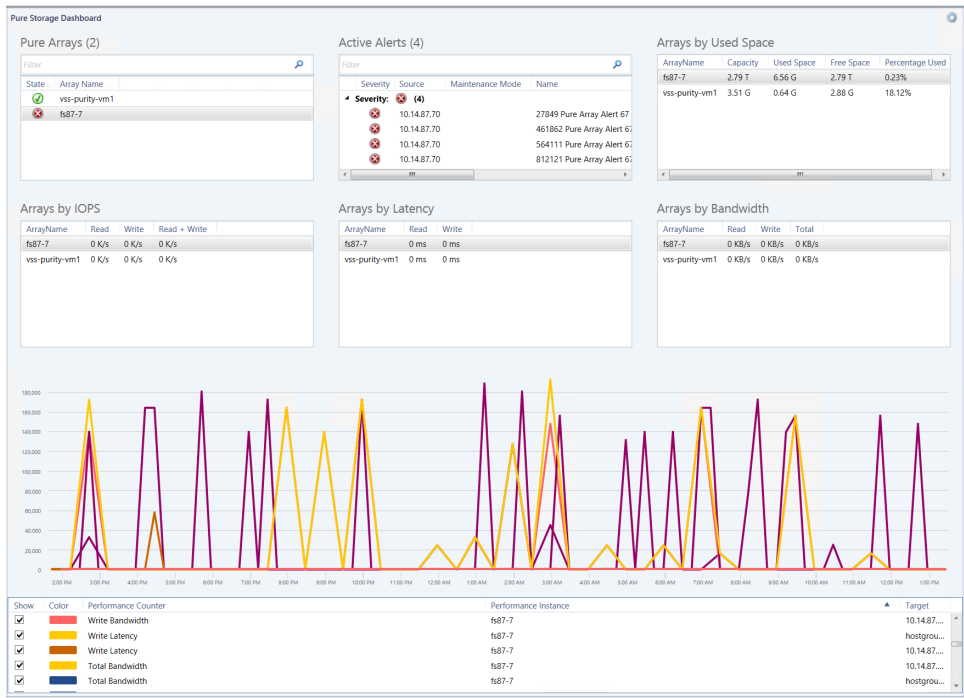 Pure Storage Dashboard
Pure Arrays (2)
Filter
State Array Name
vss-purity-vm1
fs87-7
Active Alerts (4)
Filter
Severity Source Maintenance Mode Name
Severity: (4)
10.14.87.70 27849 Pure Array Alert 67
10.14.87.70 461862 Pure Array Alert 67
10.14.87.70 564111 Pure Array Alert 67
10.14.87.70 812121 Pure Array Alert 67
Arrays by Used Space
ArrayName Capacity Used Space Free Space Percentage Used
fs87-7 2.79 T 6.56 G 2.79 T 0.23%
vss-purity-vm1 3.51 G 0.64 G 2.88 G 18.12%
Arrays by IOPS
ArrayName Read Write Read + Write
fs87-7 0 K/s 0 K/s 0 K/s
vss-purity-vm1 0 K/s 0 K/s 0 K/s
Arrays by Latency
ArrayName Read Write
fs87-7 0 ms 0 ms
vss-purity-vm1 0 ms 0 ms
Arrays by Bandwidth
ArrayName Read Write Total
fs87-7 0 KB/s 0 KB/s 0 KB/s
vss-purity-vm1 0 KB/s 0 KB/s 0 KB/s
180,000
160,000
140,000
120,000
100,000
80,000
60,000
40,000
20,000
0
2:00 PM 3:00 PM 4:00 PM 5:00 PM 6:00 PM 7:00 PM 8:00 PM 9:00 PM 10:00 PM 11:00 PM 12:00 AM 1:00 AM 2:00 AM 3:00 AM 4:00 AM 5:00 AM 6:00 AM 7:00 AM 8:00 AM 9:00 AM 10:00 AM 11:00 AM 12:00 PM 1:00 PM
Show Color Performance Counter Performance Instance Target
Write Bandwidth fs87-7 10.14.87....
Write Latency fs87-7 hostgrou...
Write Latency fs87-7 10.14.87....
Total Bandwidth fs87-7 10.14.87....
Total Bandwidth fs87-7 hostgrou...